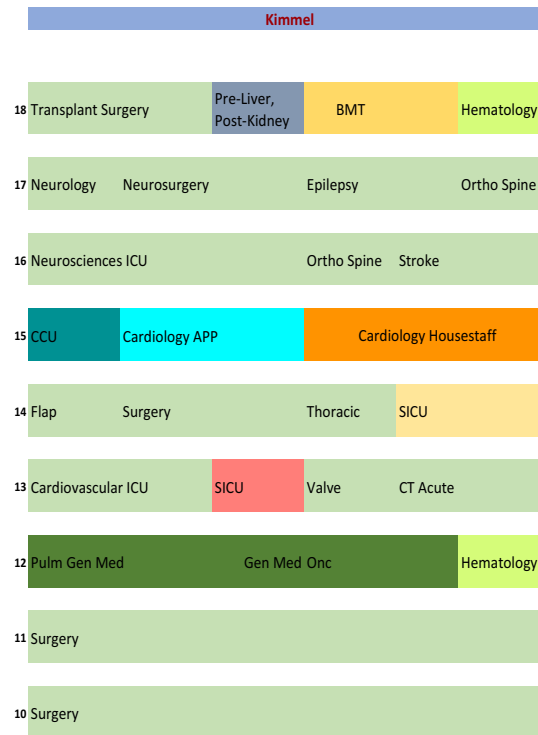 Kimmel
18 Transplant Surgery Pre-Liver, Post-Kidney BMT Hematology
17 Neurology Neurosurgery Epilepsy Ortho Spine
16 Neurosciences ICU Ortho Spine Stroke
15 CCU Cardiology APP Cardiology Housestaff
14 Flap Surgery Thoracic SICU
13 Cardiovascular ICU SICU Valve CT Acute
12 Pulm Gen Med Gen Med Onc Hematology
11 Surgery
10 Surgery